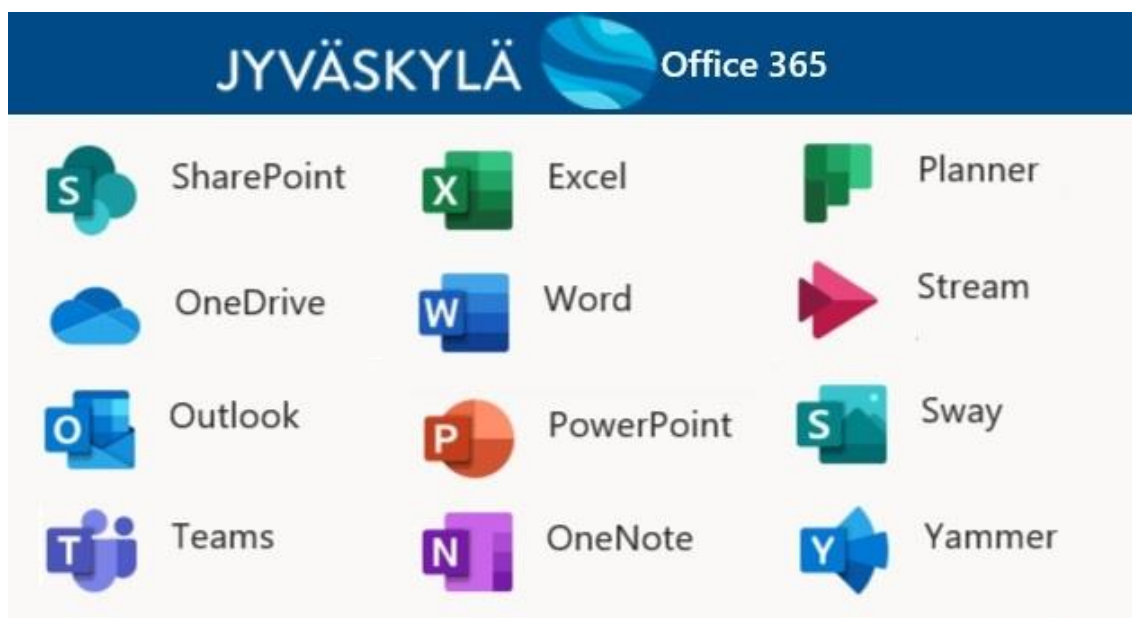 JYVÄSKYLÄ Office 365
S SharePoint
X Excel
Planner
OneDrive
W Word
Stream
O Outlook
P PowerPoint
S Sway
T Teams
N OneNote
Y Yammer